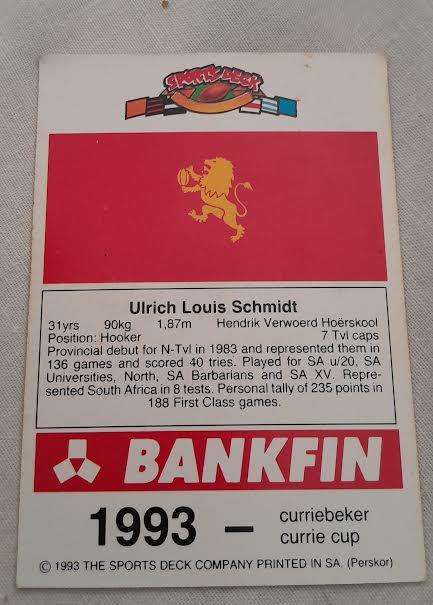 SPORTS DECK
Ulrich Louis Schmidt
31yrs 90kg 1,87m Hendrik Verwoerd Hoërskool
Position: Hooker 7 Tvl caps
Provincial debut for N-Tvl in 1983 and represented them in
136 games and scored 40 tries. Played for SA u/20, SA
Universities, North, SA Barbarians and SA XV. Repre-
sented South Africa in 8 tests. Personal tally of 235 points in
188 First Class games.
BANKFIN
1993 – curriebeker
currie cup
© 1993 THE SPORTS DECK COMPANY PRINTED IN SA. (Perskor)